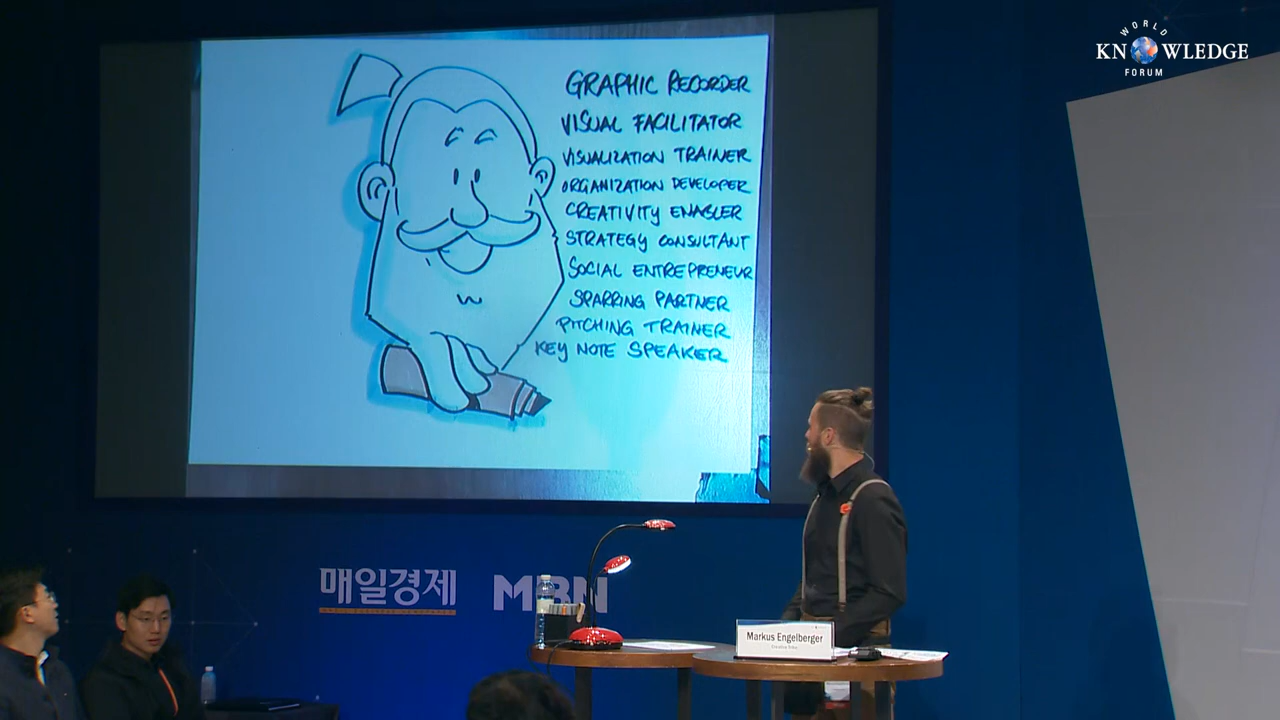 WORLD
KNOWLEDGE
FORUM
GRAPHIC RECORDER
VISUAL FACILITATOR
VISUALIZATION TRAINER
ORGANIZATION DEVELOPER
CREATIVITY ENABLER
STRATEGY CONSULTANT
SOCIAL ENTREPRENEUR
SPARRING PARTNER
PITCHING TRAINER
KEY NOTE SPEAKER
매일경제
MBN
Markus Engelberger